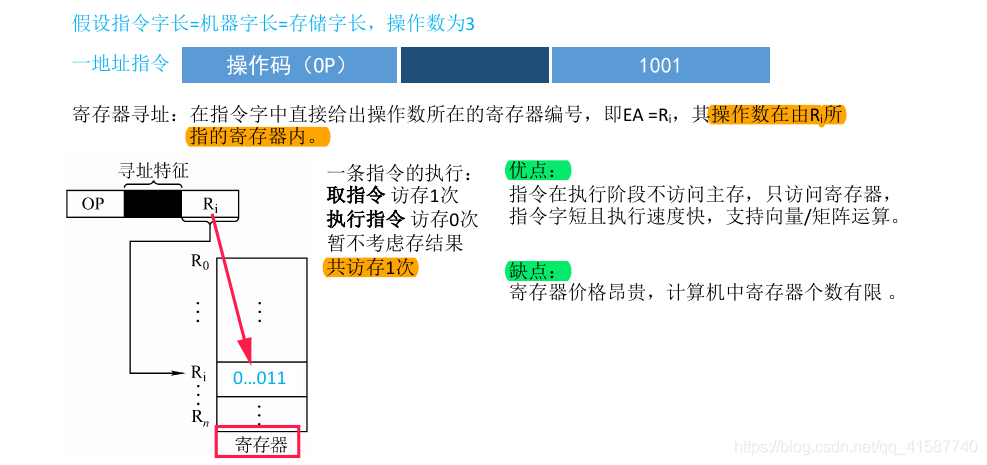 假设指令字长=机器字长=存储字长，操作数为3
一地址指令
操作码（OP）
1001
寄存器寻址：在指令字中直接给出操作数所在的寄存器编号，即EA =Ri，其操作数在由Ri所
指的寄存器内。
寻址特征
OP
Ri
R0
⋮
⋮
Ri
0...011
⋮
Rn
⋮
寄存器
一条指令的执行：
取指令 访存1次
执行指令 访存0次
暂不考虑存结果
共访存1次
优点：
指令在执行阶段不访问主存，只访问寄存器，
指令字短且执行速度快，支持向量/矩阵运算。
缺点：
寄存器价格昂贵，计算机中寄存器个数有限 。
https://blog.csdn.net/qq_41587740